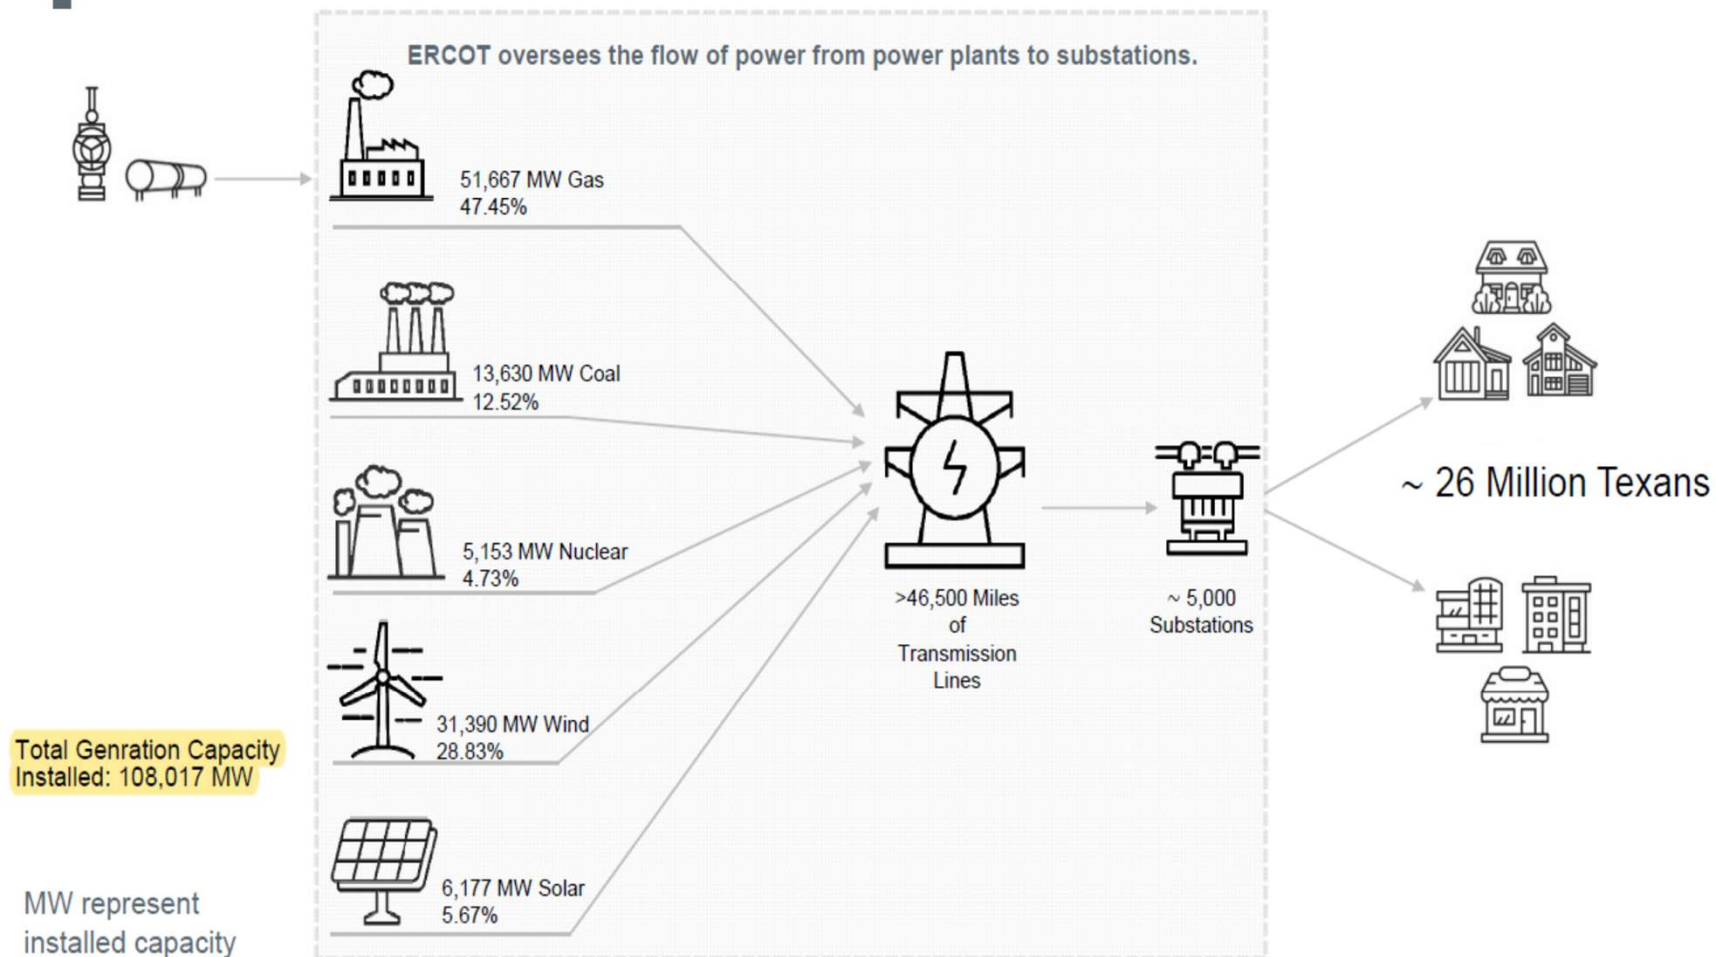 ERCOT oversees the flow of power from power plants to substations.
51,667 MW Gas
47.45%
13,630 MW Coal
12.52%
5,153 MW Nuclear
4.73%
31,390 MW Wind
28.83%
6,177 MW Solar
5.67%
>46,500 Miles
of
Transmission
Lines
~ 5,000
Substations
~ 26 Million Texans
Total Genration Capacity
Installed: 108,017 MW
MW represent
installed capacity